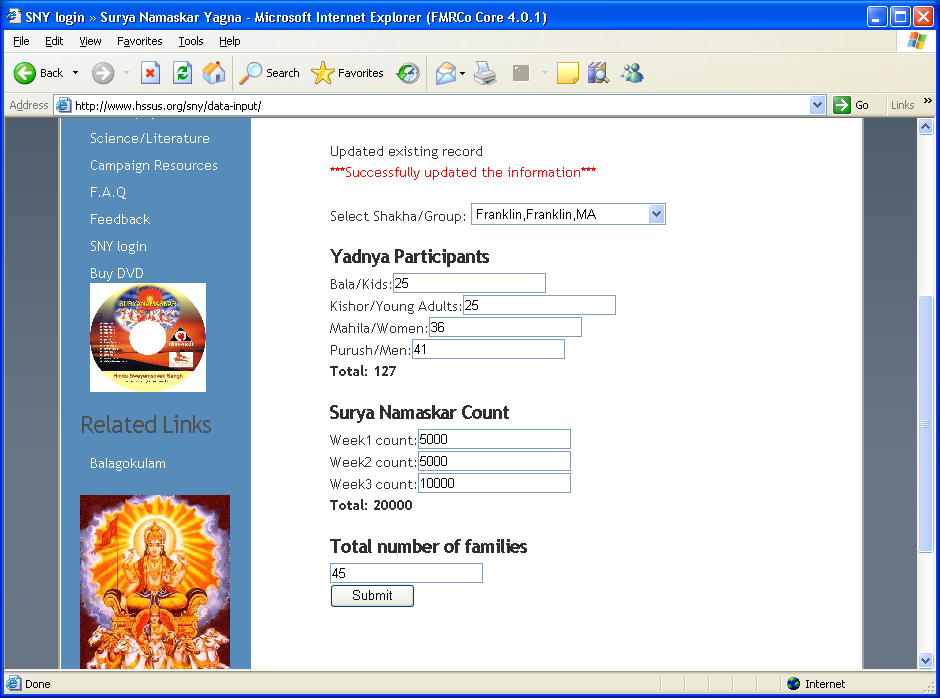 SNY login » Surya Namaskar Yagna - Microsoft Internet Explorer (FMRCo Core 4.0.1)
File Edit View Favorites Tools Help
Back Search Favorites
Address http://www.hssus.org/sny/data-input/ Go Links »
Science/Literature
Campaign Resources
F.A.Q
Feedback
SNY login
Buy DVD
SURYANAMASKAR
Hindu Swayamsevak Sangh
Related Links
Balagokulam
Updated existing record
***Successfully updated the information***
Select Shakha/Group: Franklin,Franklin,MA
Yadnya Participants
Bala/Kids: 25
Kishor/Young Adults: 25
Mahila/Women: 36
Purush/Men: 41
Total: 127
Surya Namaskar Count
Week1 count: 5000
Week2 count: 5000
Week3 count: 10000
Total: 20000
Total number of families
45
Submit
Done Internet